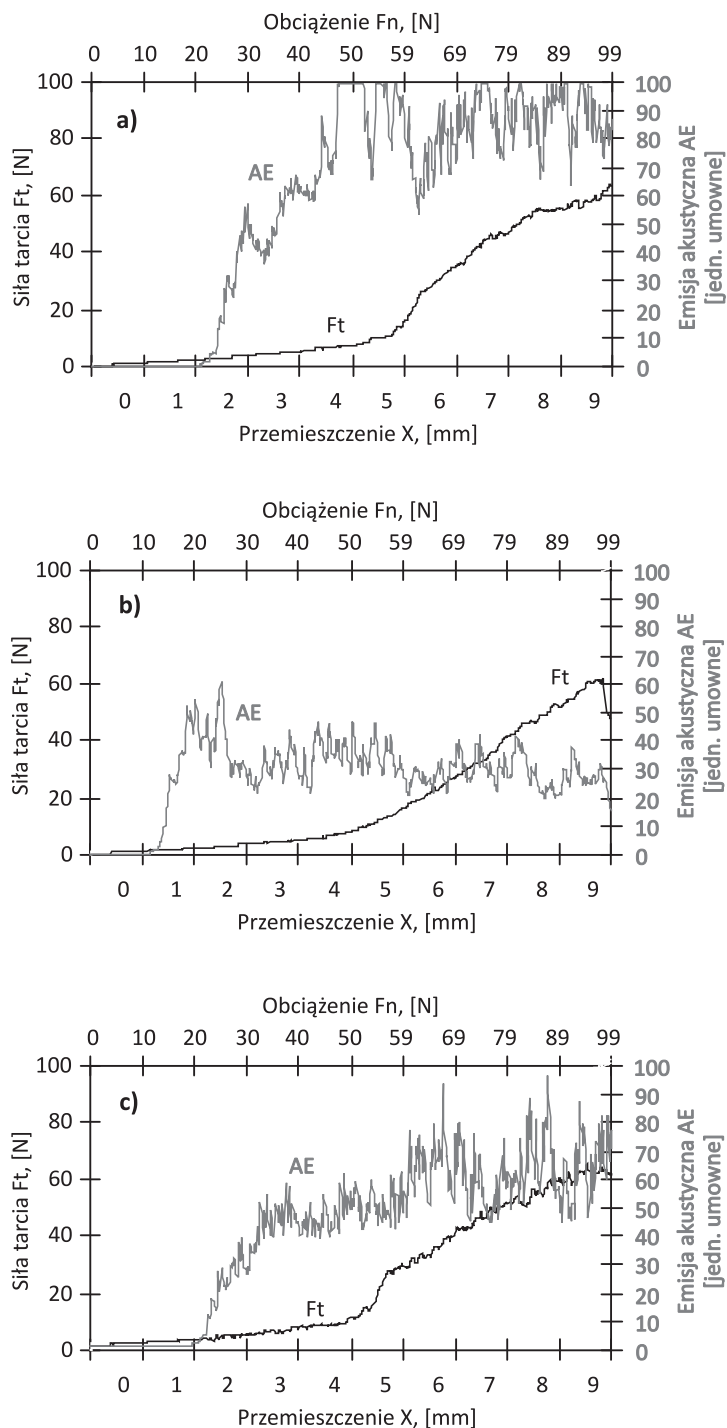 Obciążenie Fn, [N]
0 10 20 30 40 50 59 69 79 89 99
100
80
60
40
20
0
Siła tarcia Ft, [N]
a)
AE
Ft
100
90
80
70
60
50
40
30
20
10
0
Emisja akustyczna AE
[jedn. umowne]
0 1 2 3 4 5 6 7 8 9
Przemieszczenie X, [mm]
Obciążenie Fn, [N]
0 10 20 30 40 50 59 69 79 89 99
100
80
60
40
20
0
Siła tarcia Ft, [N]
b)
AE
Ft
100
90
80
70
60
50
40
30
20
10
0
Emisja akustyczna AE
[jedn. umowne]
0 1 2 3 4 5 6 7 8 9
Przemieszczenie X, [mm]
Obciążenie Fn, [N]
0 10 20 30 40 50 59 69 79 89 99
100
80
60
40
20
0
Siła tarcia Ft, [N]
c)
AE
Ft
100
90
80
70
60
50
40
30
20
10
0
Emisja akustyczna AE
[jedn. umowne]
0 1 2 3 4 5 6 7 8 9
Przemieszczenie X, [mm]